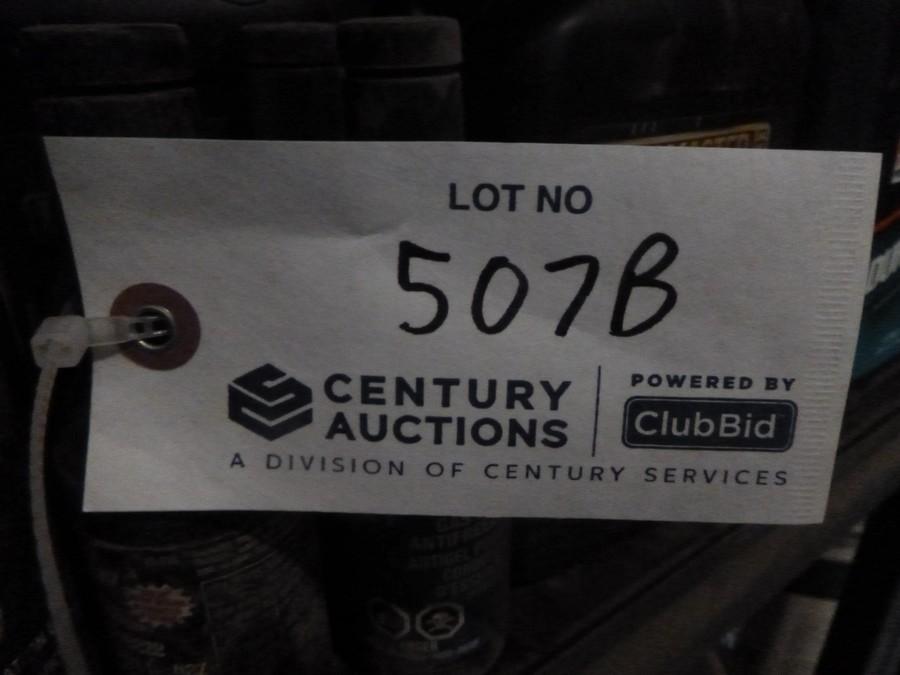 LOT NO
507B
CENTURY
AUCTIONS
POWERED BY
ClubBid
A DIVISION OF CENTURY SERVICES